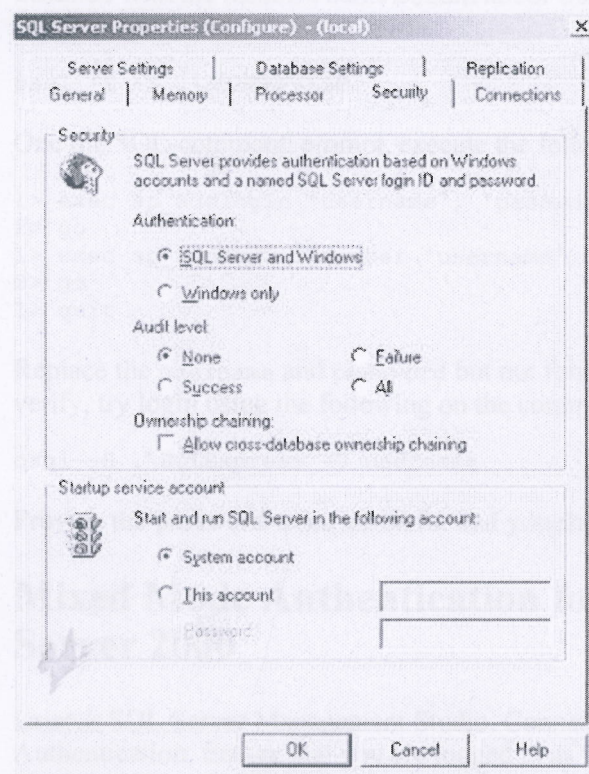 SQL Server Properties (Configure) - (local)
Server Settings | Database Settings | Replication
General | Memory | Processor | Security | Connections
Security
SQL Server provides authentication based on Windows
accounts and a named SQL Server login ID and password.
Authentication:
SQL Server and Windows
Windows only
Audit level:
None
Failure
Success
All
Ownership chaining:
Allow cross-database ownership chaining
Startup service account
Start and run SQL Server in the following account:
System account
This account
Password:
OK
Cancel
Help